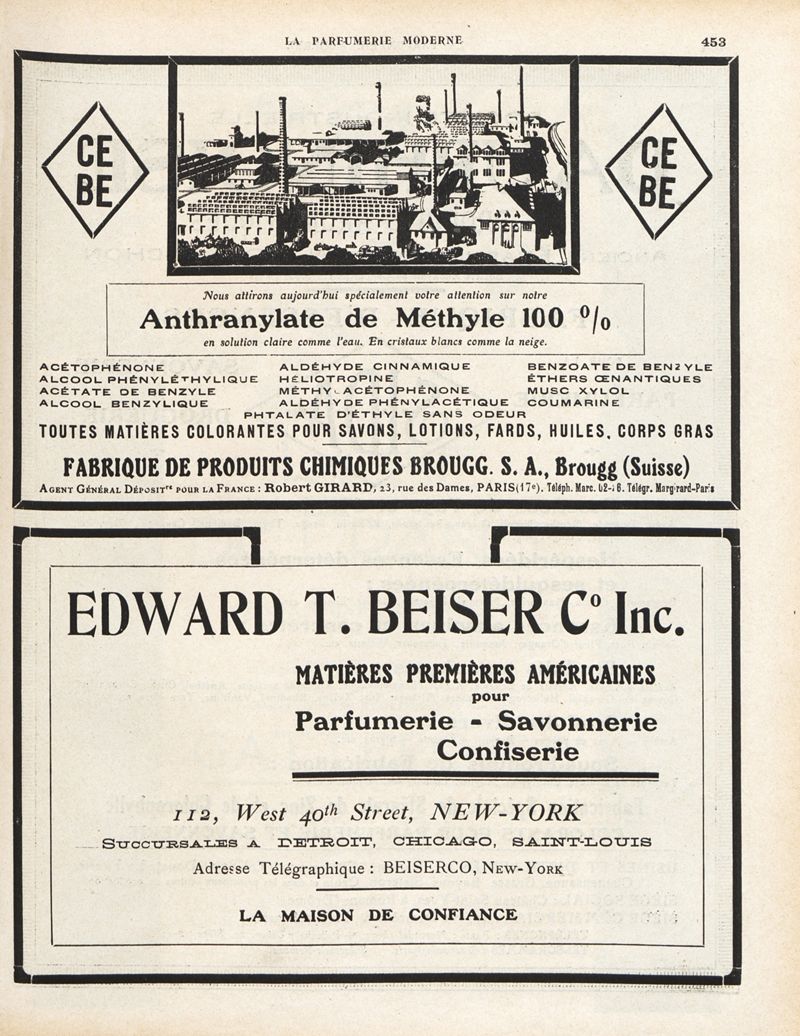 LA PARFUMERIE MODERNE 453
CE
BE
CE
BE
Nous attirons aujourd'hui spécialement votre attention sur notre
Anthranylate de Méthyle 100 %
en solution claire comme l'eau. En cristaux blancs comme la neige.
ACÉTOPHÉNONE ALDÉHYDE CINNAMIQUE BENZOATE DE BENZYLE
ALCOOL PHÉNYLÉTHYLIQUE HÉLIOTROPINE ÉTHERS ŒNANTIQUES
ACÉTATE DE BENZYLE MÉTHY-ACÉTOPHÉNONE MUSC XYLOL
ALCOOL BENZYLIQUE ALDÉHYDE PHÉNYLACÉTIQUE COUMARINE
PHTALATE D'ÉTHYLE SANS ODEUR
TOUTES MATIÈRES COLORANTES POUR SAVONS, LOTIONS, FARDS, HUILES, CORPS GRAS
FABRIQUE DE PRODUITS CHIMIQUES BROUGG. S. A., Brougg (Suisse)
AGENT GÉNÉRAL DÉPOSITre POUR LA FRANCE : Robert GIRARD, 23, rue des Dames, PARIS (17e). Téléph. Marc. Télégr. Margirard-Paris
EDWARD T. BEISER Co Inc.
MATIÈRES PREMIÈRES AMÉRICAINES
pour
Parfumerie - Savonnerie
Confiserie
112, West 40th Street, NEW-YORK
SUCCURSALES A DETROIT, CHICAGO, SAINT-LOUIS
Adresse Télégraphique : BEISERCO, NEW-YORK
LA MAISON DE CONFIANCE